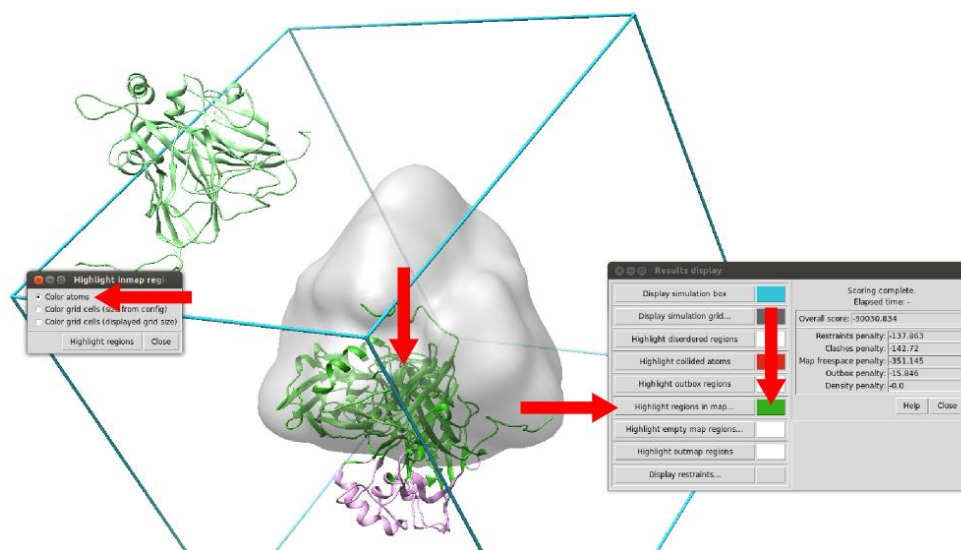 Highlight inmap regi
Color atoms
Color grid cells (size from config)
Color grid cells (displayed grid size)
Highlight regions
Close
Results display
Display simulation box
Display simulation grid...
Highlight disordered regions
Highlight collided atoms
Highlight outbox regions
Highlight regions in map...
Highlight empty map regions...
Highlight outmap regions
Display restraints...
Scoring complete.
Elapsed time: -
Overall score: -30030.834
Restraints penalty: -137.863
Clashes penalty: -142.72
Map freespace penalty: -351.145
Outbox penalty: -15.846
Density penalty: -0.0
Help
Close